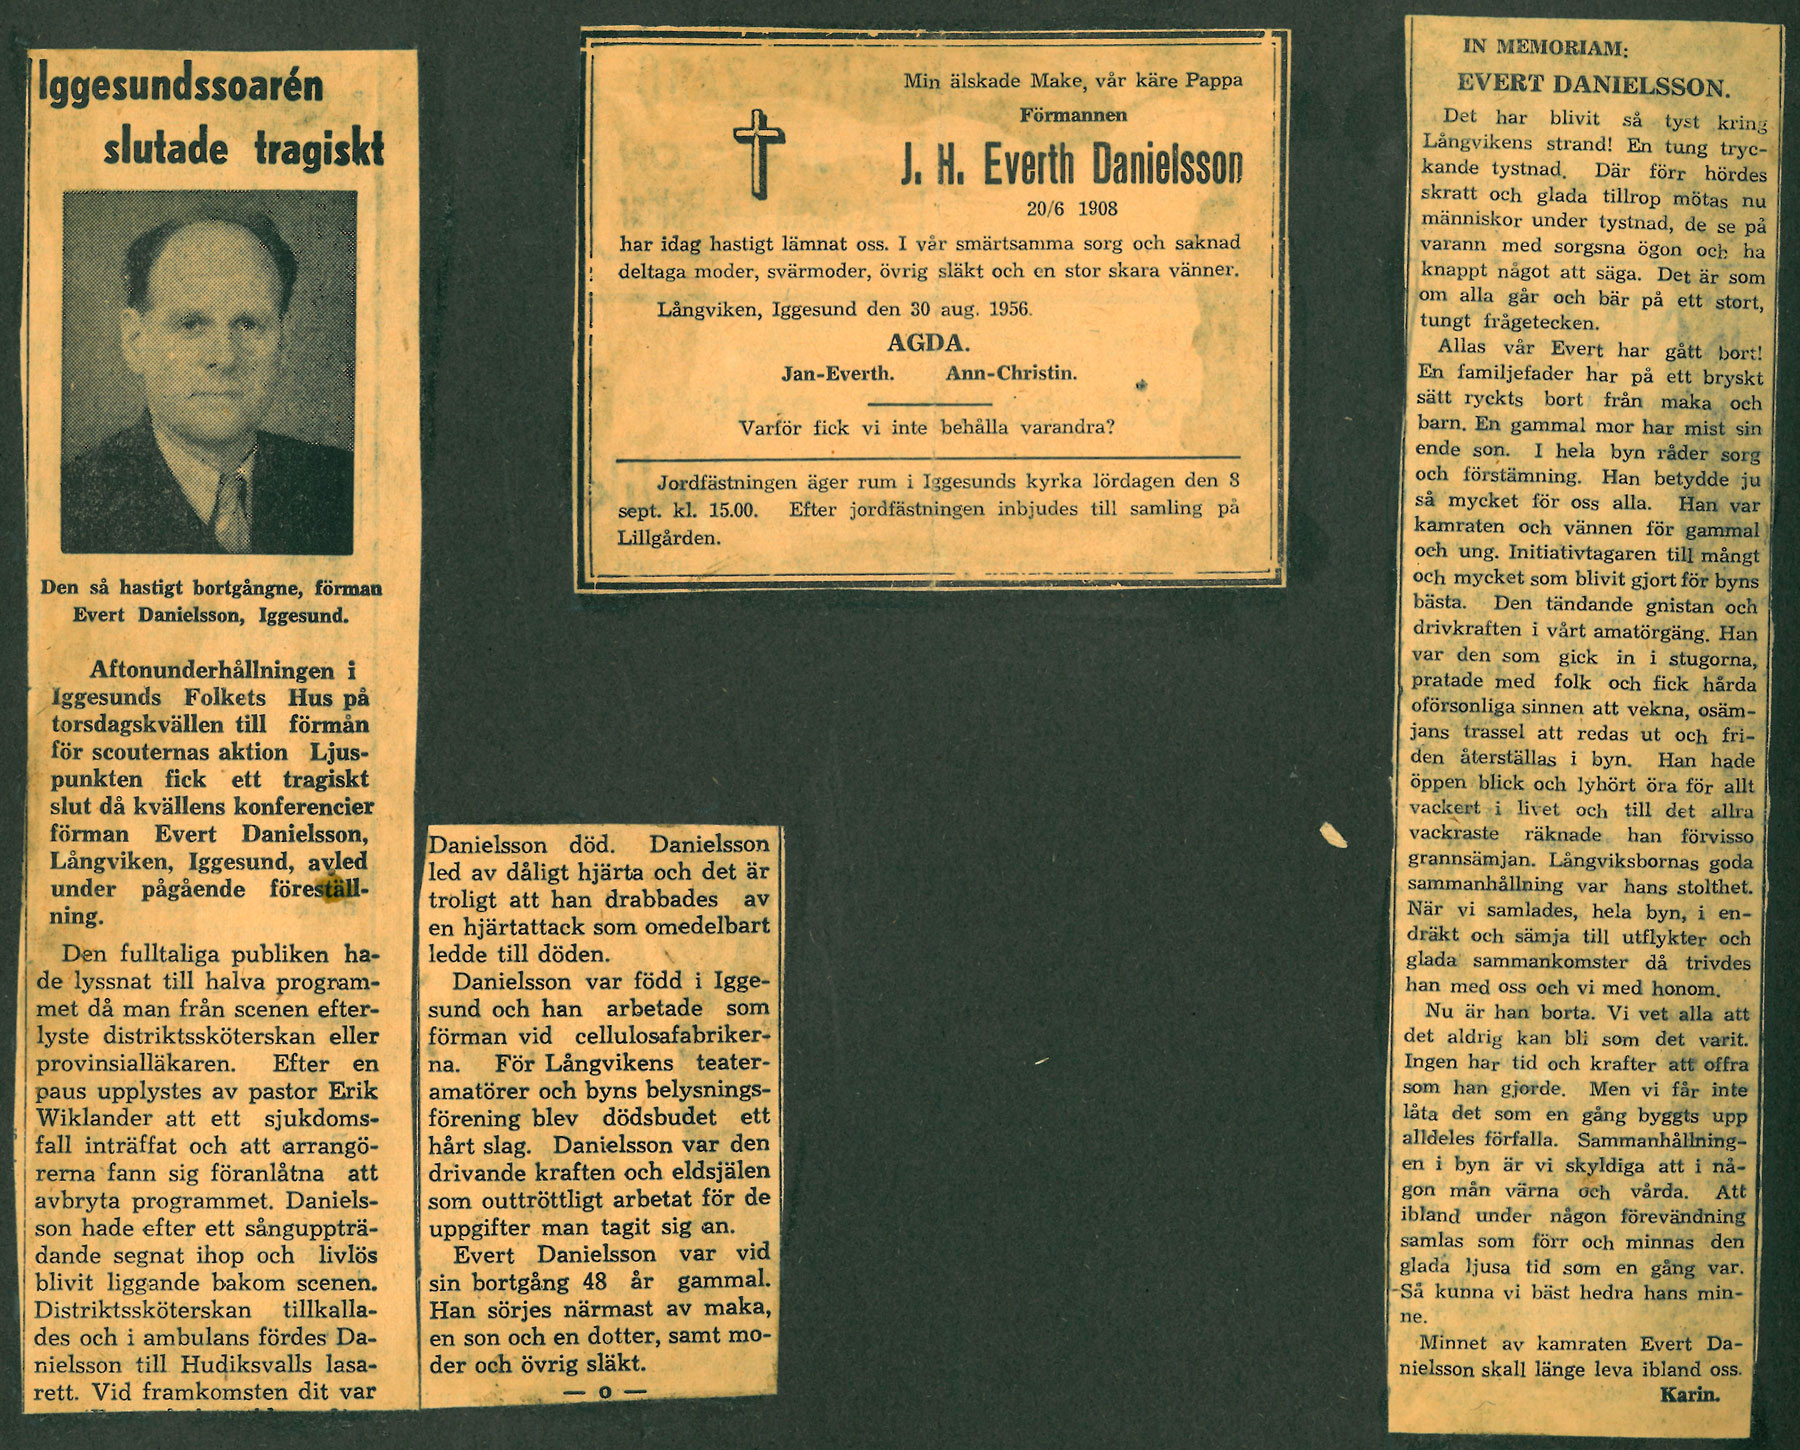 Iggesundssoarén
slutade tragiskt
Den så hastigt bortgångne, förman
Evert Danielsson, Iggesund.
Aftonunderhållningen i
Iggesunds Folkets Hus på
torsdagskvällen till förmån
för scouternas aktion Ljus-
punkten fick ett tragiskt
slut då kvällens konferencier
förman Evert Danielsson,
Långviken, Iggesund, avled
under pågående föreställ-
ning.
Den fulltaliga publiken ha-
de lyssnat till halva program-
met då man från scenen efter-
lyste distriktssköterskan eller
provinsialläkaren. Efter en
paus upplystes av pastor Erik
Wiklander att ett sjukdoms-
fall inträffat och att arrangö-
rerna fann sig föranlåtna att
avbryta programmet. Daniels-
son hade efter ett sånguppträ-
dande segnat ihop och livlös
blivit liggande bakom scenen.
Distriktssköterskan tillkalla-
des och i ambulans fördes Da-
nielsson till Hudiksvalls lasa-
rett. Vid framkomsten dit var
Danielsson död. Danielsson
led av dåligt hjärta och det är
troligt att han drabbades av
en hjärtattack som omedelbart
ledde till döden.
Danielsson var född i Igge-
sund och han arbetade som
förman vid cellulosafabriker-
na. För Långvikens teater-
amatörer och byns belysnings-
förening blev dödsbudet ett
hårt slag. Danielsson var den
drivande kraften och eldsjälen
som outtröttligt arbetat för de
uppgifter man tagit sig an.
Evert Danielsson var vid
sin bortgång 48 år gammal.
Han sörjes närmast av maka,
en son och en dotter, samt mo-
der och övrig släkt.
— o —
Min älskade Make, vår käre Pappa
Förmannen
J. H. Everth Danielsson
20/6 1908
har idag hastigt lämnat oss. I vår smärtsamma sorg och saknad
deltaga moder, svärmoder, övrig släkt och en stor skara vänner.
Långviken, Iggesund den 30 aug. 1956.
AGDA.
Jan-Everth. Ann-Christin.
Varför fick vi inte behålla varandra?
Jordfästningen äger rum i Iggesunds kyrka lördagen den 8
sept. kl. 15.00. Efter jordfästningen inbjudes till samling på
Lillgården.
IN MEMORIAM:
EVERT DANIELSSON.
Det har blivit så tyst kring
Långvikens strand! En tung tryc-
kande tystnad. Där förr hördes
skratt och glada tillrop mötas nu
människor under tystnad, de se på
varann med sorgsna ögon och ha
knappt något att säga. Det är som
om alla går och bär på ett stort,
tungt frågetecken.
Allas vår Evert har gått bort!
En familjefader har på ett bryskt
sätt ryckts bort från maka och
barn. En gammal mor har mist sin
ende son. I hela byn råder sorg
och förstämning. Han betydde ju
så mycket för oss alla. Han var
kamraten och vännen för gammal
och ung. Initiativtagaren till mångt
och mycket som blivit gjort för byns
bästa. Den tändande gnistan och
drivkraften i vårt amatörgäng. Han
var den som gick in i stugorna,
pratade med folk och fick hårda
oförsonliga sinnen att vekna, osäm-
jans trassel att redas ut och fri-
den återställas i byn. Han hade
öppen blick och lyhört öra för allt
vackert i livet och till det allra
vackraste räknade han förvisso
grannsämjan. Långviksbornas goda
sammanhållning var hans stolthet.
När vi samlades, hela byn, i en-
dräkt och sämja till utflykter och
glada sammankomster då trivdes
han med oss och vi med honom.
Nu är han borta. Vi vet alla att
det aldrig kan bli som det varit.
Ingen har tid och krafter att offra
som han gjorde. Men vi får inte
låta det som en gång byggts upp
alldeles förfalla. Sammanhållning-
en i byn är vi skyldiga att i nå-
gon mån värna och vårda. Att
ibland under någon förevändning
samlas som förr och minnas den
glada ljusa tid som en gång var.
Så kunna vi bäst hedra hans min-
ne.
Minnet av kamraten Evert Da-
nielsson skall länge leva ibland oss.
Karin.